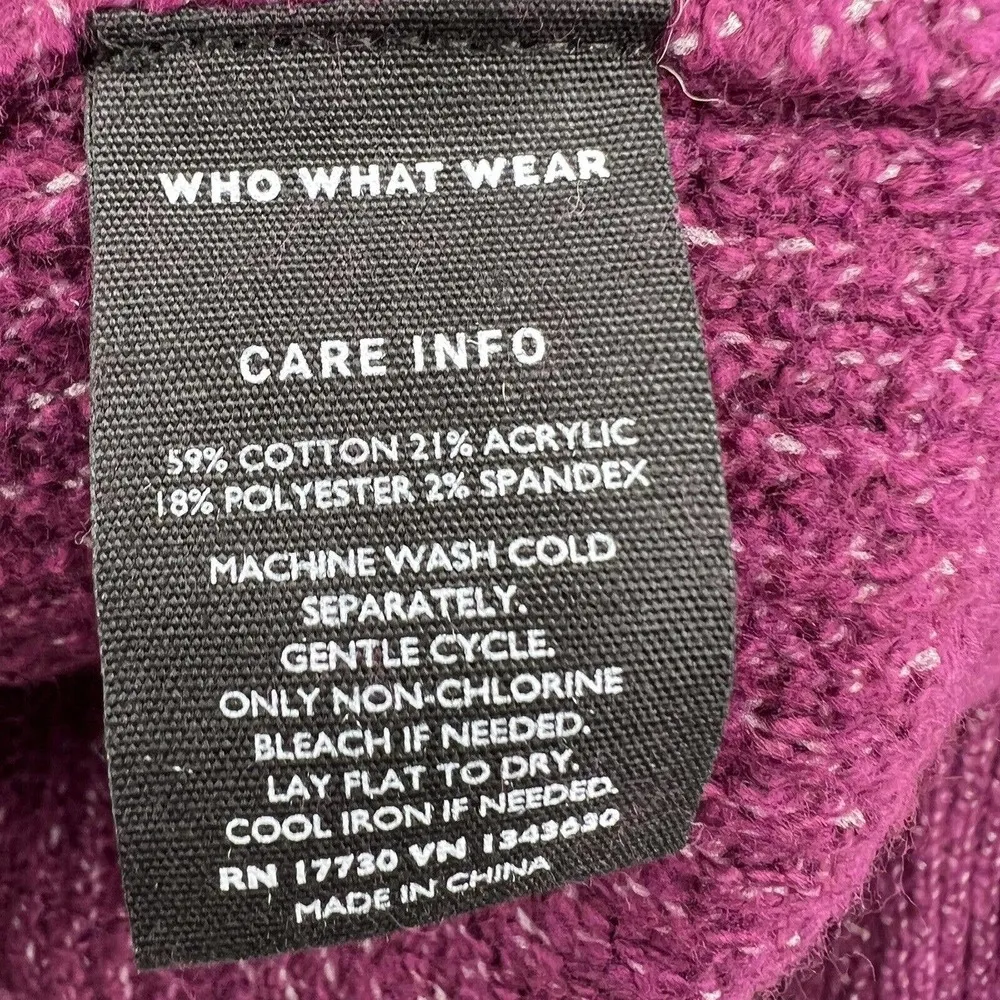 WHO WHAT WEAR
CARE INFO
59% COTTON 21% ACRYLIC
18% POLYESTER 2% SPANDEX
MACHINE WASH COLD
SEPARATELY.
GENTLE CYCLE.
ONLY NON-CHLORINE
BLEACH IF NEEDED.
LAY FLAT TO DRY.
COOL IRON IF NEEDED.
RN 17730 VN 1343630
MADE IN CHINA